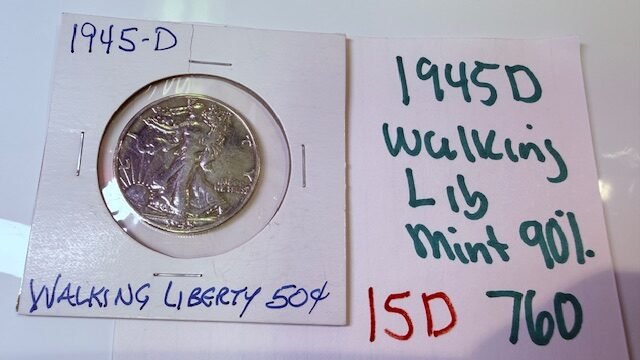 1945-D
WALKING LIBERTY 50¢
1945D
Walking
Lib
mint 90%.
15D 760